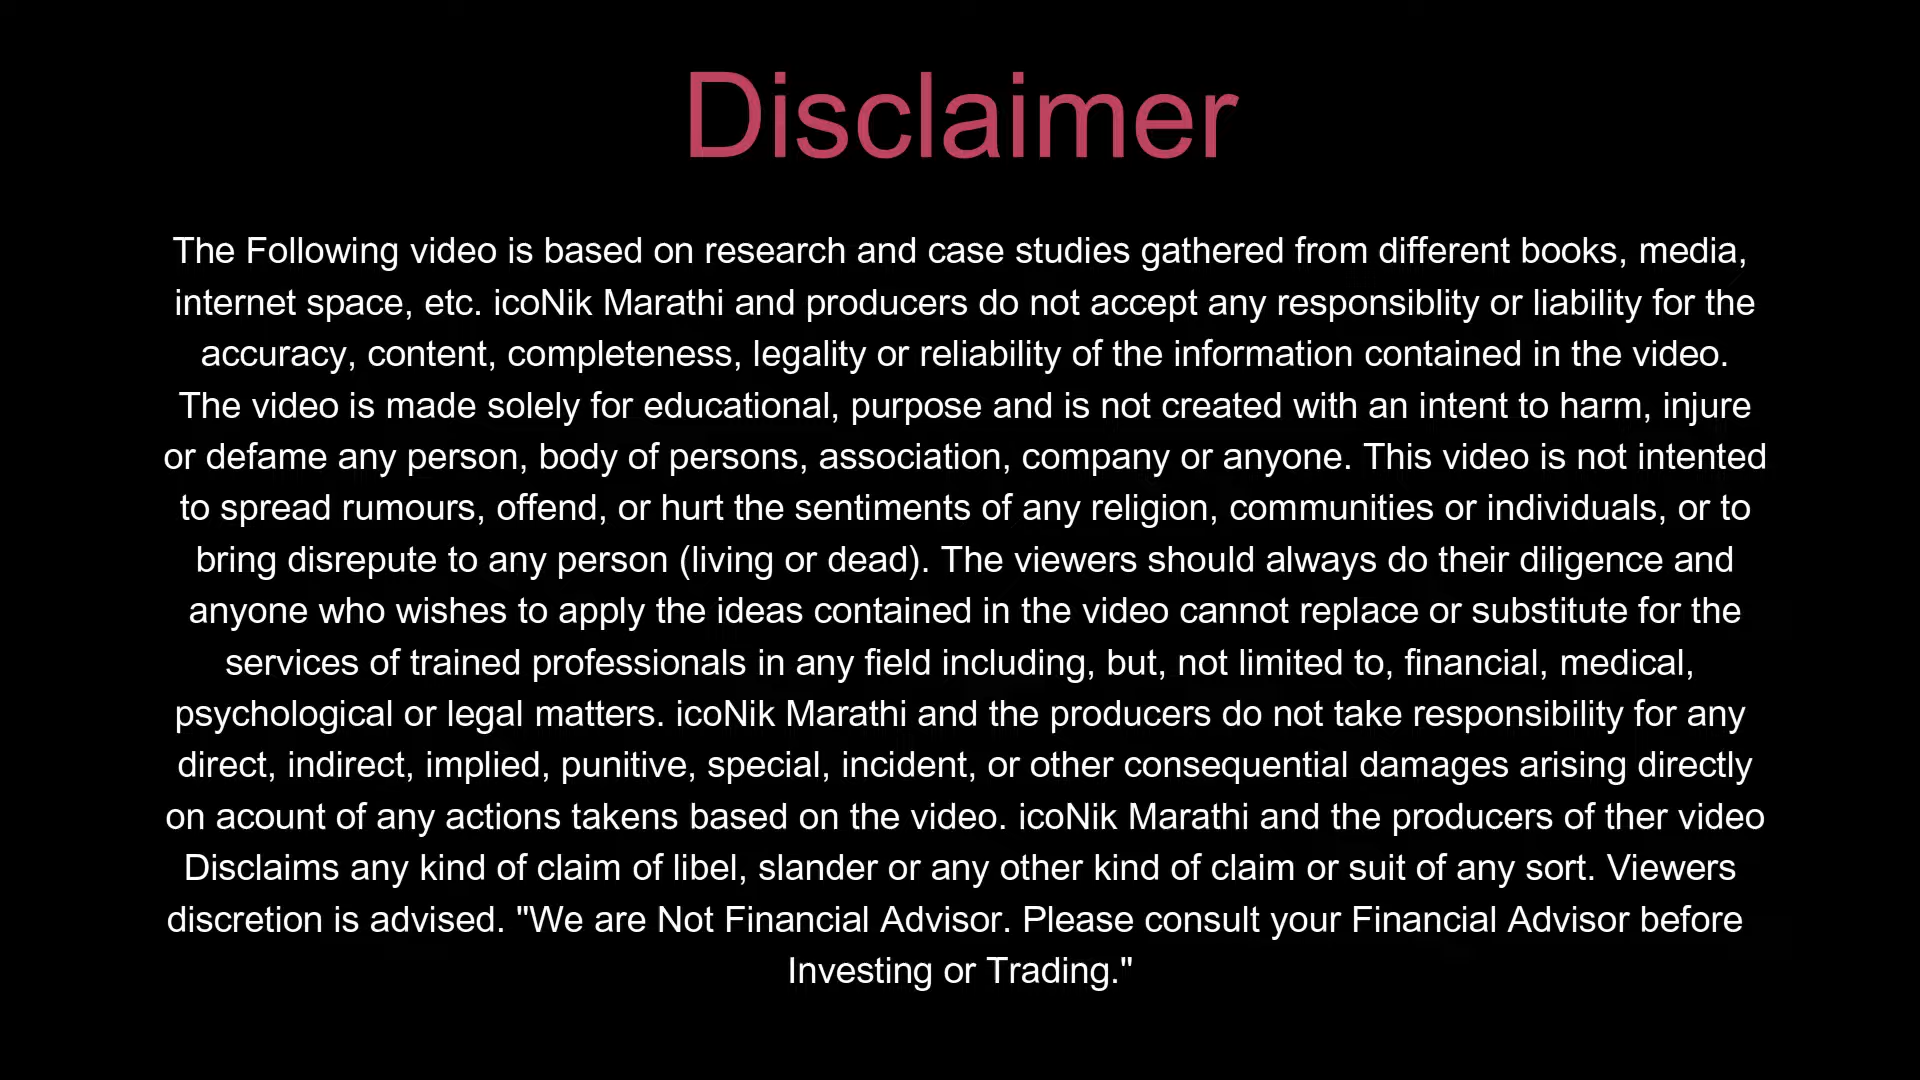 Disclaimer
The Following video is based on research and case studies gathered from different books, media,
internet space, etc. icoNik Marathi and producers do not accept any responsiblity or liability for the
accuracy, content, completeness, legality or reliability of the information contained in the video.
The video is made solely for educational, purpose and is not created with an intent to harm, injure
or defame any person, body of persons, association, company or anyone. This video is not intented
to spread rumours, offend, or hurt the sentiments of any religion, communities or individuals, or to
bring disrepute to any person (living or dead). The viewers should always do their diligence and
anyone who wishes to apply the ideas contained in the video cannot replace or substitute for the
services of trained professionals in any field including, but, not limited to, financial, medical,
psychological or legal matters. icoNik Marathi and the producers do not take responsibility for any
direct, indirect, implied, punitive, special, incident, or other consequential damages arising directly
on acount of any actions takens based on the video. icoNik Marathi and the producers of ther video
Disclaims any kind of claim of libel, slander or any other kind of claim or suit of any sort. Viewers
discretion is advised. "We are Not Financial Advisor. Please consult your Financial Advisor before
Investing or Trading."